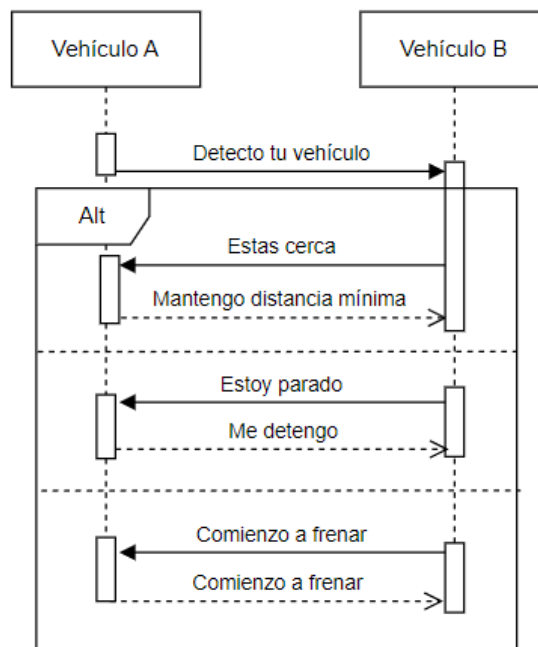 Vehículo A
Vehículo B
Detecto tu vehículo
Alt
Estas cerca
Mantengo distancia mínima
Estoy parado
Me detengo
Comienzo a frenar
Comienzo a frenar